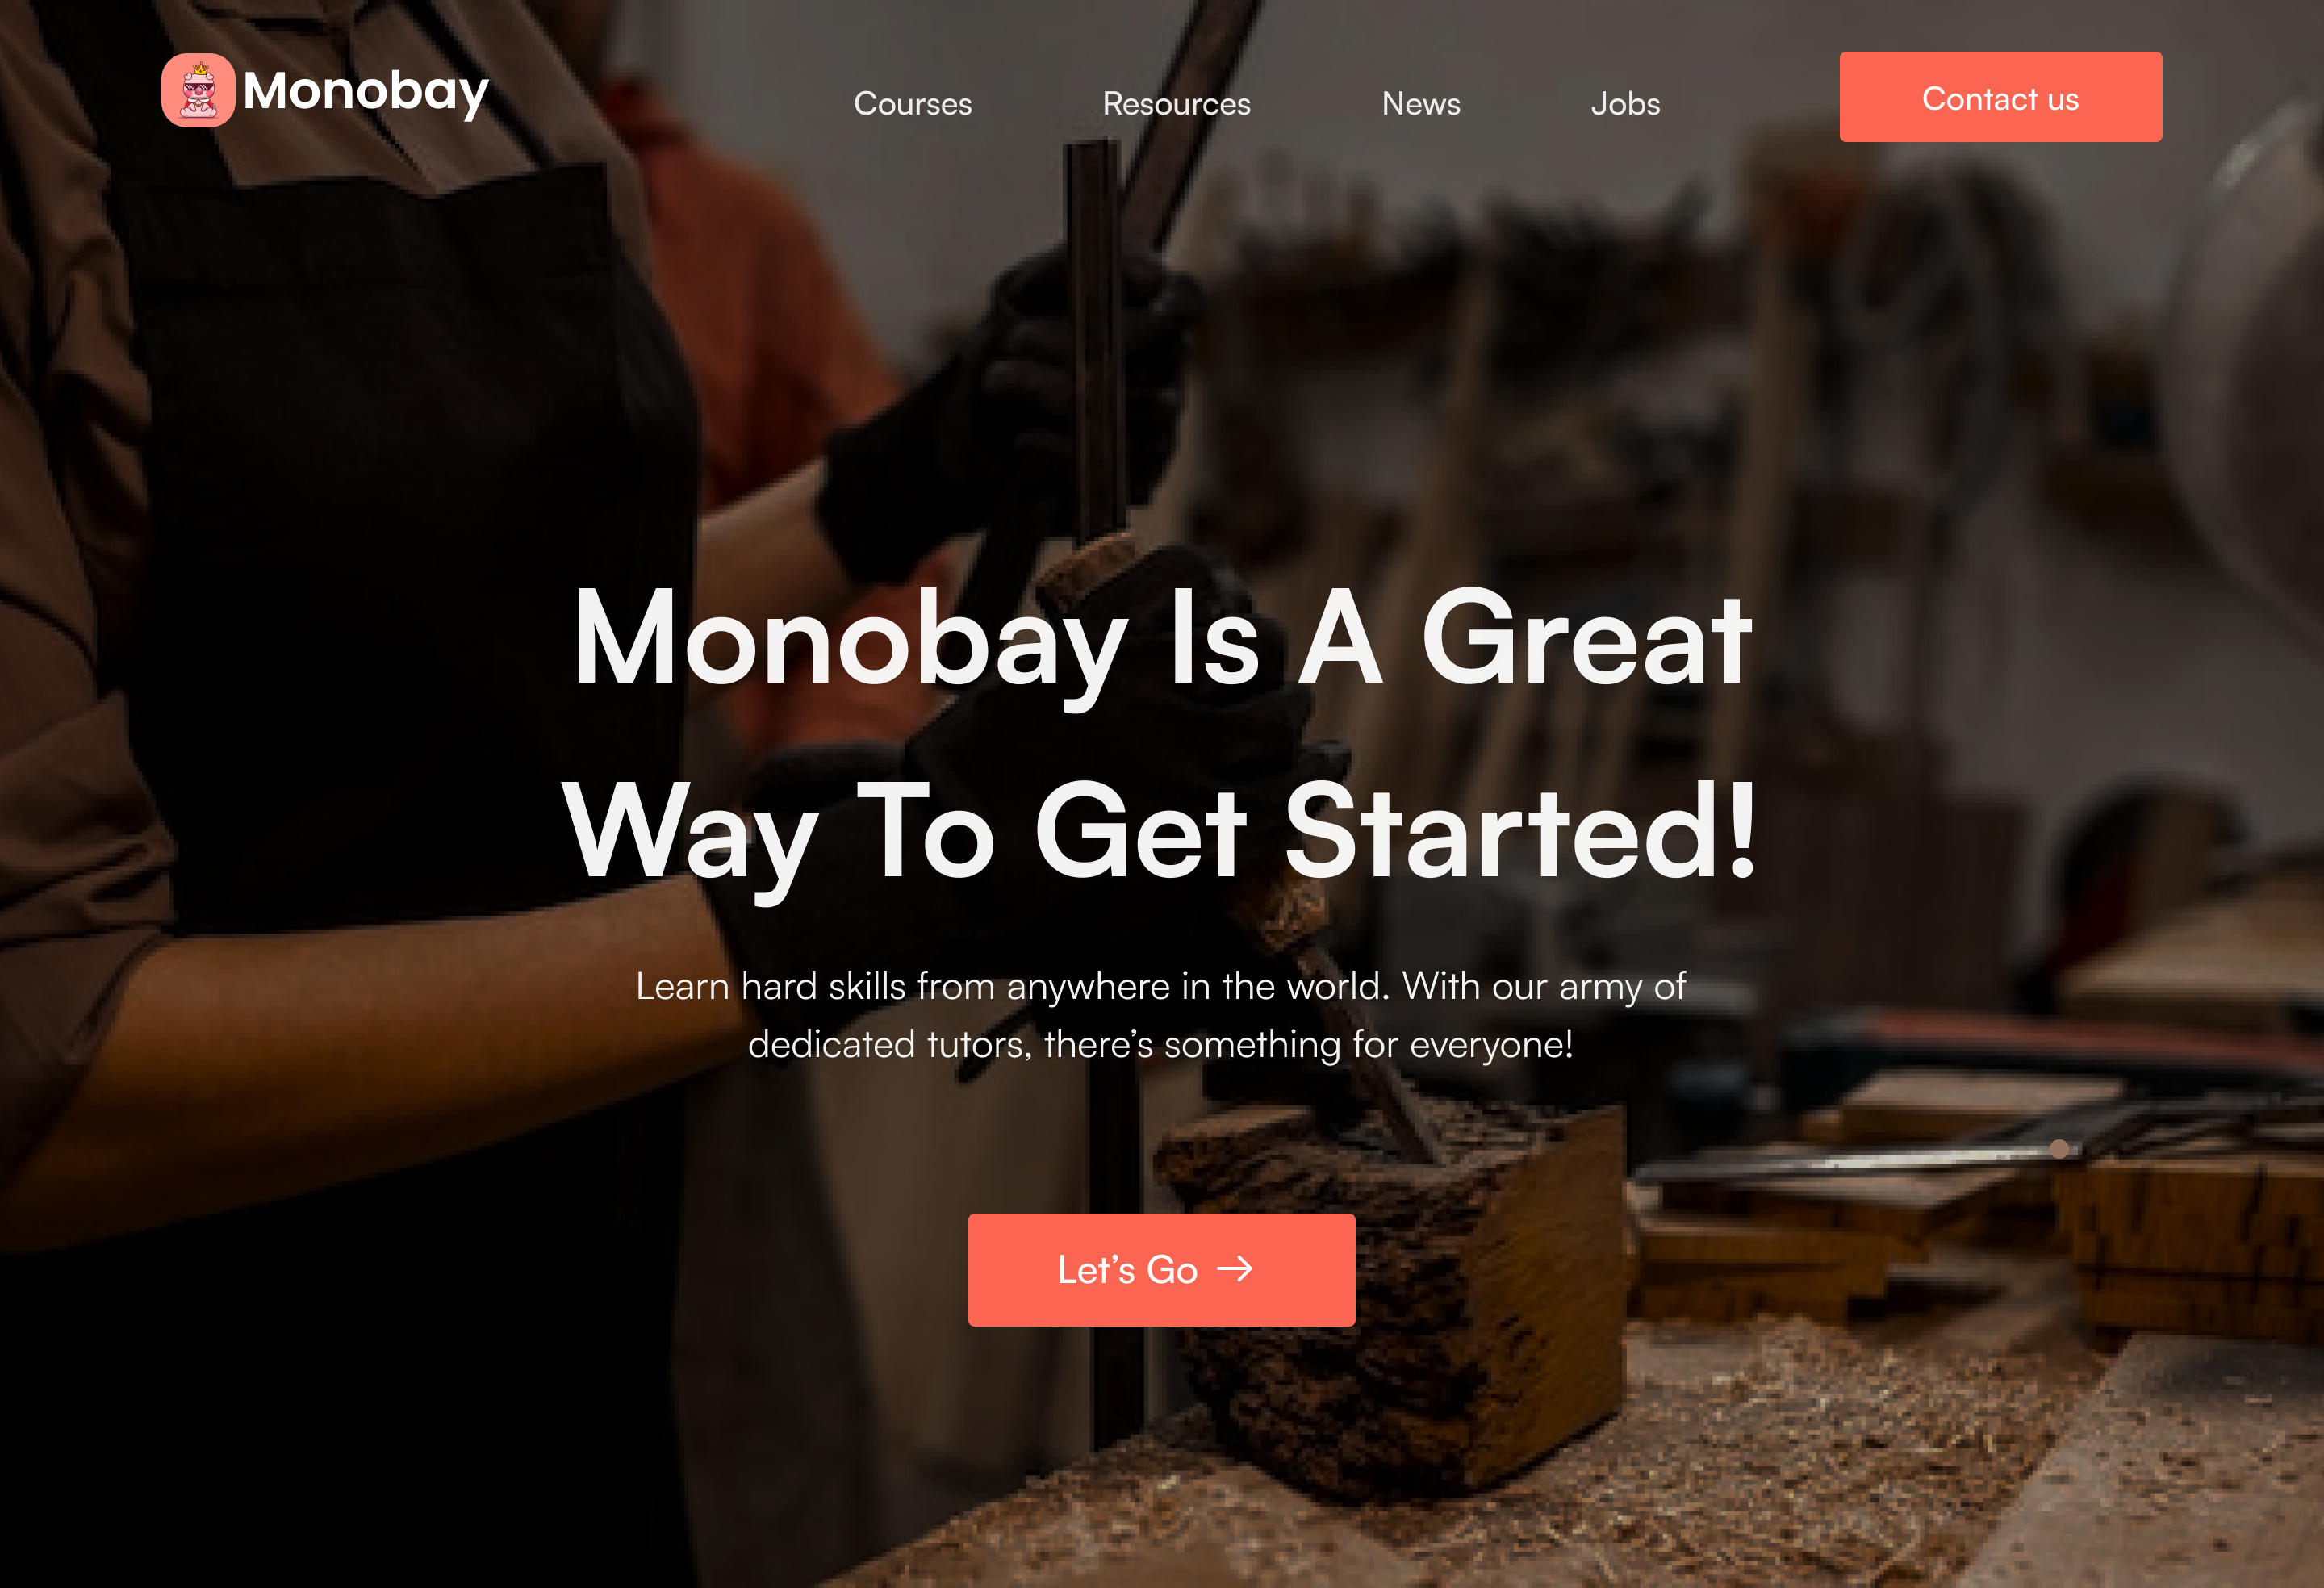 Monobay
Courses
Resources
News
Jobs
Contact us
Monobay Is A Great
Way To Get Started!
Learn hard skills from anywhere in the world. With our army of
dedicated tutors, there’s something for everyone!
Let’s Go →